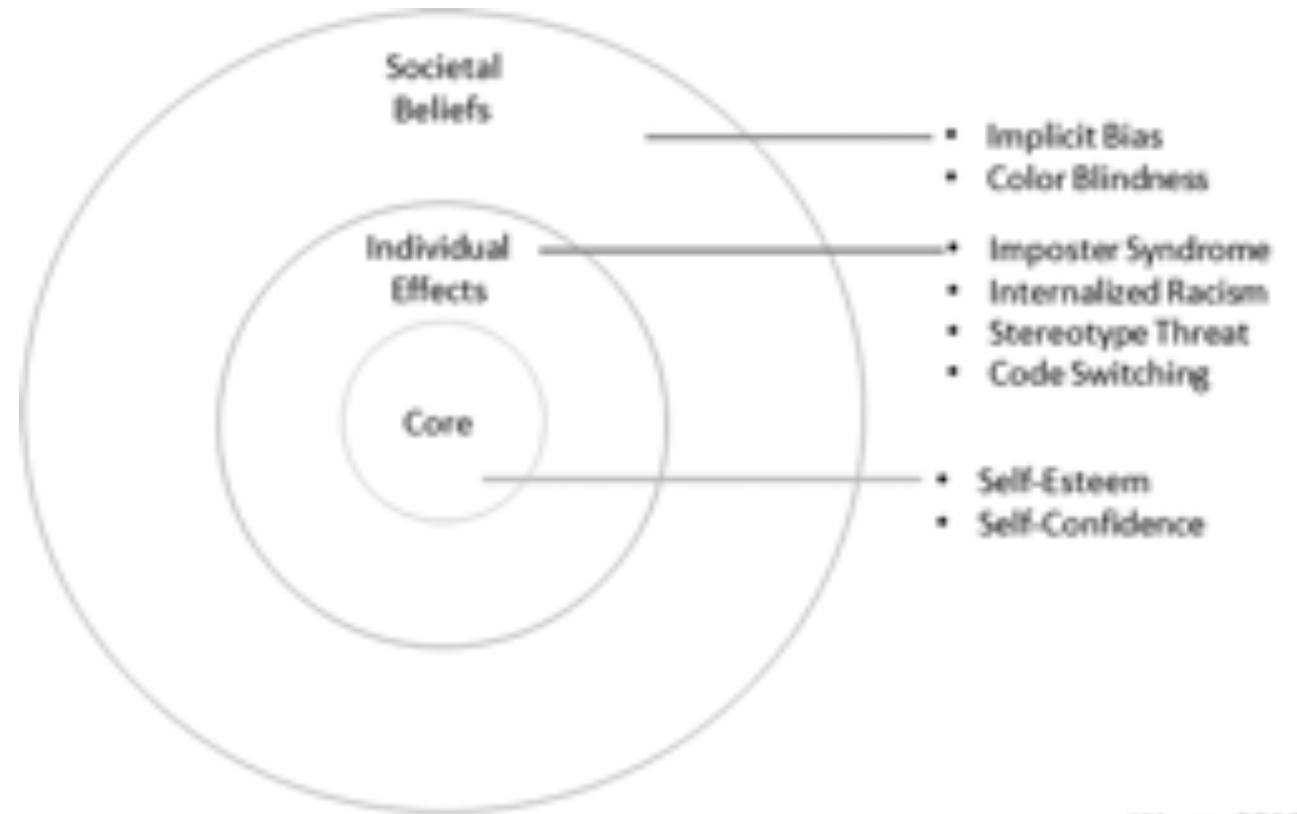 Societal
Beliefs
• Implicit Bias
• Color Blindness
Individual
Effects
• Imposter Syndrome
• Internalized Racism
• Stereotype Threat
• Code Switching
Core
• Self-Esteem
• Self-Confidence